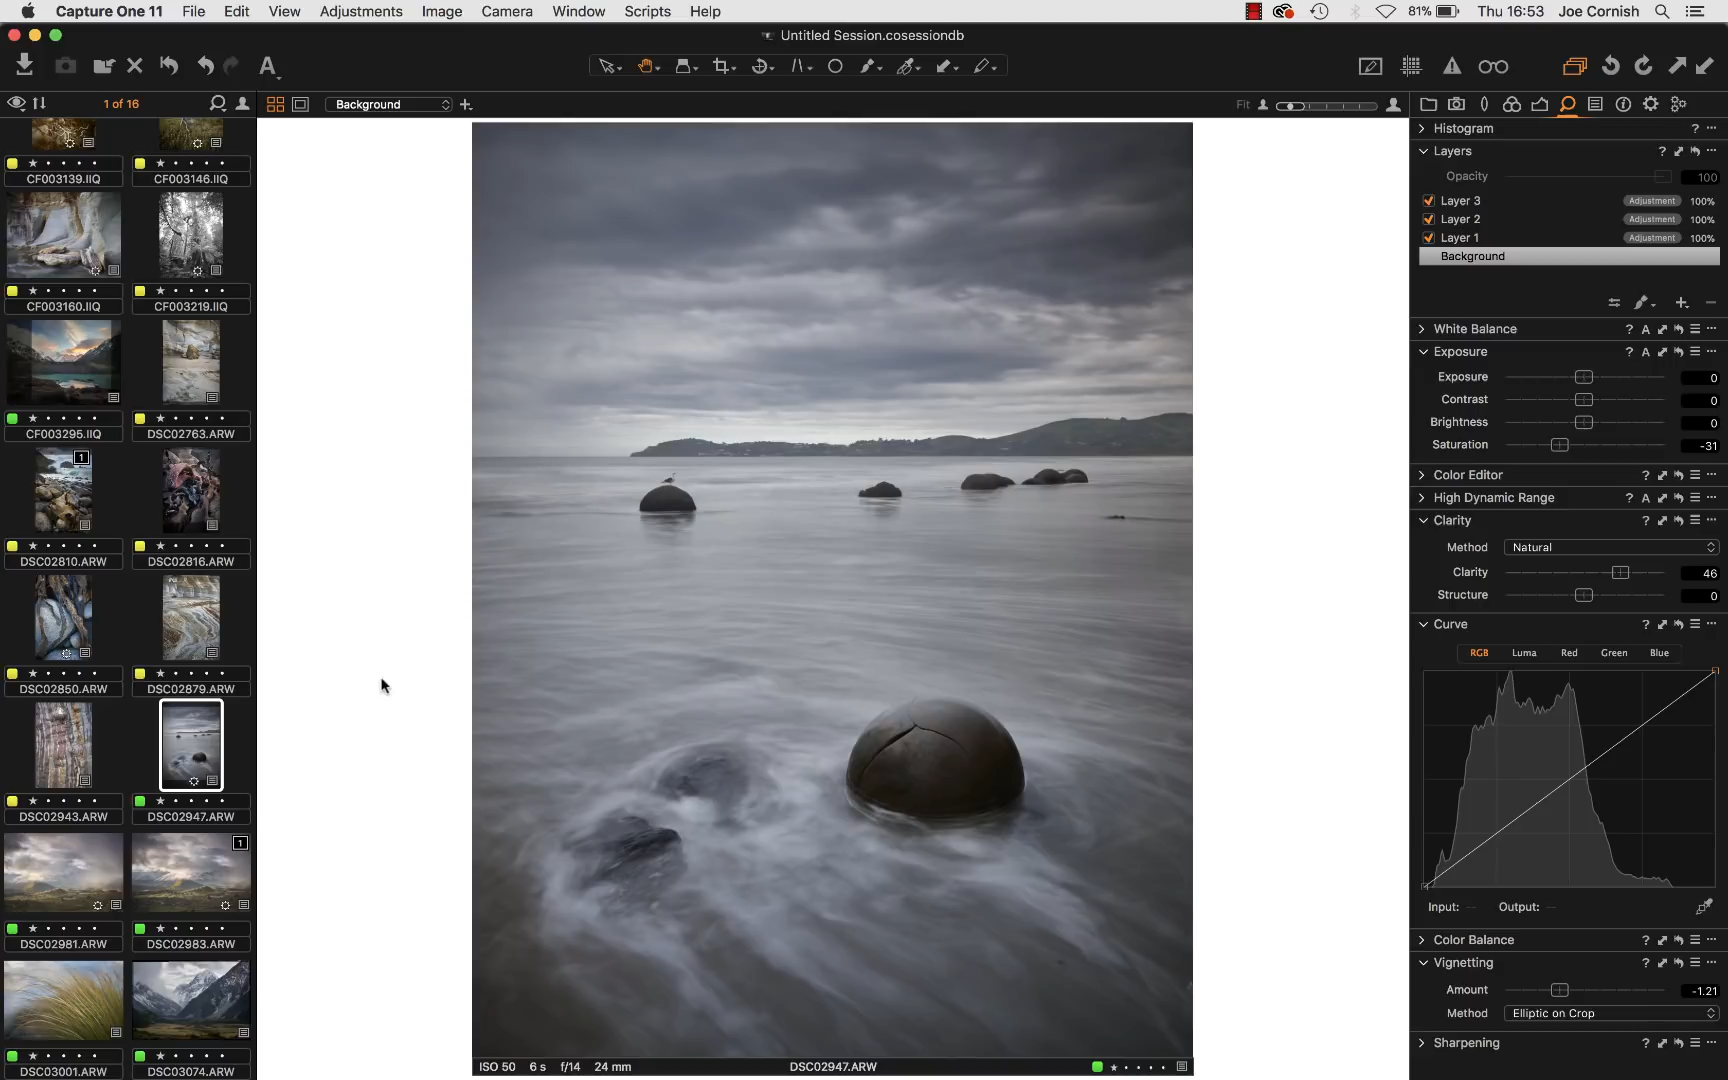 Capture One 11 File Edit View Adjustments Image Camera Window Scripts Help 81% Thu 16:53 Joe Cornish
Untitled Session.cosessiondb
A
1 of 16 Background Fit
CF003139.IIQ CF003146.IIQ
CF003160.IIQ CF003219.IIQ
CF003295.IIQ DSC02763.ARW
1
DSC02810.ARW DSC02816.ARW
DSC02850.ARW DSC02879.ARW
DSC02943.ARW DSC02947.ARW
1
DSC02981.ARW DSC02983.ARW
DSC03001.ARW DSC03074.ARW
ISO 50 6 s f/14 24 mm DSC02947.ARW
Histogram ? ...
Layers ? ...
Opacity 100
Layer 3 Adjustment 100%
Layer 2 Adjustment 100%
Layer 1 Adjustment 100%
Background
White Balance ? A ...
Exposure ? A ...
Exposure 0
Contrast 0
Brightness 0
Saturation -31
Color Editor ? ...
High Dynamic Range ? A ...
Clarity ? ...
Method Natural
Clarity 46
Structure 0
Curve ? ...
RGB Luma Red Green Blue
Input: -- Output: --
Color Balance ? ...
Vignetting ? ...
Amount -1.21
Method Elliptic on Crop
Sharpening ? ...